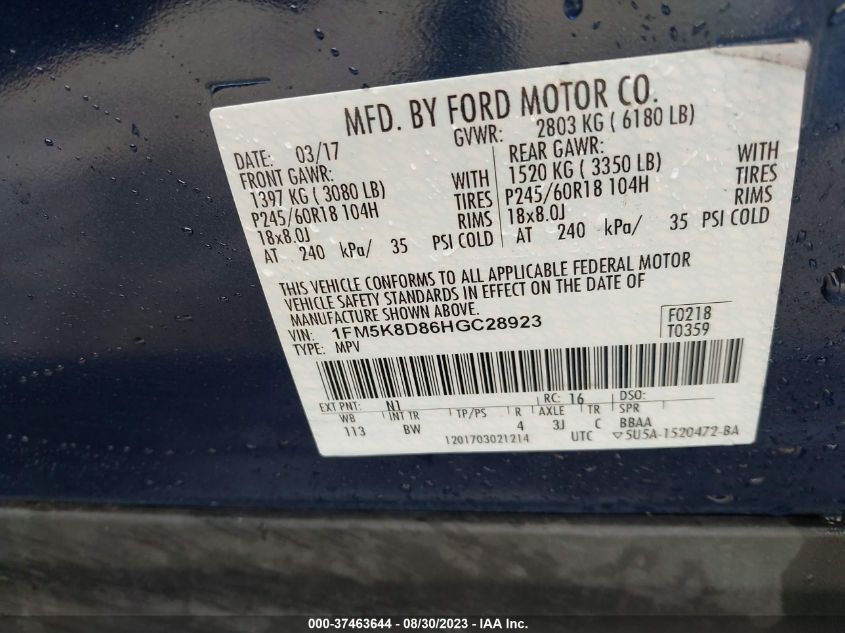 MFD. BY FORD MOTOR CO.
DATE: 03/17 GVWR: 2803 KG ( 6180 LB)
FRONT GAWR: REAR GAWR:
1397 KG ( 3080 LB) WITH 1520 KG ( 3350 LB) WITH
P245/60R18 104H TIRES P245/60R18 104H TIRES
18x8.0J RIMS 18x8.0J RIMS
AT 240 kPa/ 35 PSI COLD AT 240 kPa/ 35 PSI COLD
THIS VEHICLE CONFORMS TO ALL APPLICABLE FEDERAL MOTOR
VEHICLE SAFETY STANDARDS IN EFFECT ON THE DATE OF
MANUFACTURE SHOWN ABOVE.
VIN: 1FM5K8D86HGC28923 F0218
TYPE: MPV T0359
EXT PNT: N1 RC: 16 DSO:
WB INT TR TP/PS R AXLE TR SPR
113 BW 4 3J C BBAA
1201703021214 UTC ▽5U5A-1520472-BA
000-37463644 / 08/30/2023 - IAA Inc.